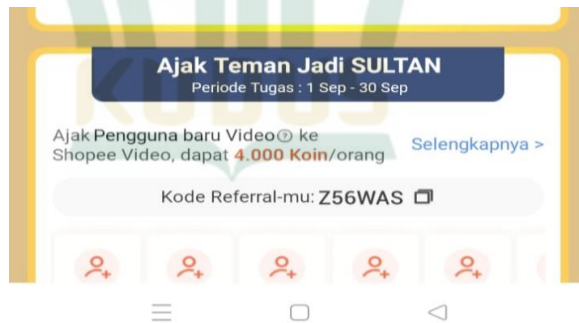 Ajak Teman Jadi SULTAN
Periode Tugas : 1 Sep - 30 Sep
Ajak Pengguna baru Video? ke
Shopee Video, dapat 4.000 Koin/orang
Selengkapnya >
Kode Referral-mu: Z56WAS
KUDUS